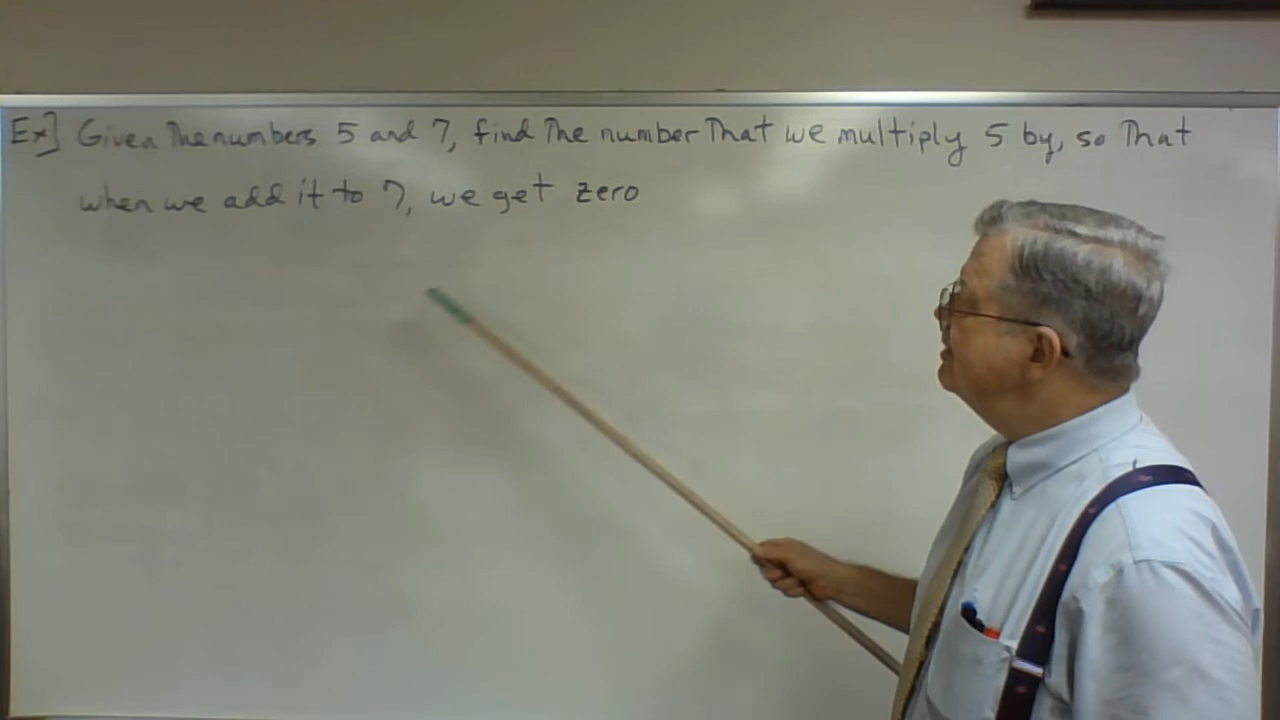 Ex] Given The numbers 5 and 7, find The number That we multiply 5 by, so That
when we add it to 7, we get zero